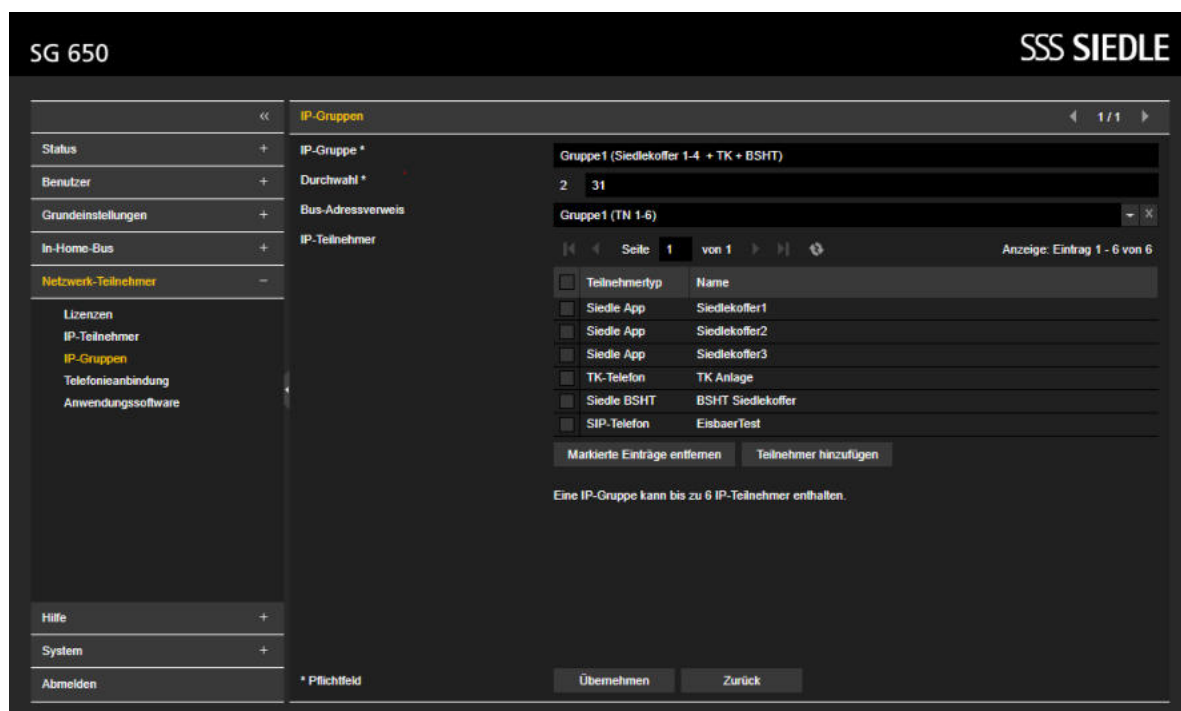 SG 650
SSS SIEDLE
«
IP-Gruppen
1/1
Status +
Benutzer +
Grundeinstellungen +
In-Home-Bus +
Netzwerk-Teilnehmer −
Lizenzen
IP-Teilnehmer
IP-Gruppen
Telefonieanbindung
Anwendungssoftware
Hilfe +
System +
Abmelden
IP-Gruppe * Gruppe1 (Siedlekoffer 1-4 + TK + BSHT)
Durchwahl * 2 31
Bus-Adressverweis Gruppe1 (TN 1-6) X
IP-Teilnehmer Seite 1 von 1 Anzeige: Eintrag 1 - 6 von 6
Teilnehmertyp Name
Siedle App Siedlekoffer1
Siedle App Siedlekoffer2
Siedle App Siedlekoffer3
TK-Telefon TK Anlage
Siedle BSHT BSHT Siedlekoffer
SIP-Telefon EisbaerTest
Markierte Einträge entfernen Teilnehmer hinzufügen
Eine IP-Gruppe kann bis zu 6 IP-Teilnehmer enthalten.
* Pflichtfeld Übernehmen Zurück